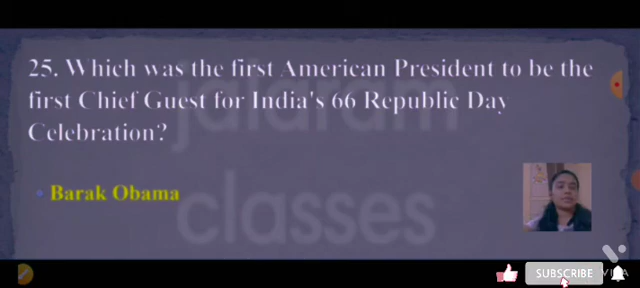 25. Which was the first American President to be the
first Chief Guest for India's 66 Republic Day
Celebration?
jalaram
Barak Obama
classes
SUBSCRIBE